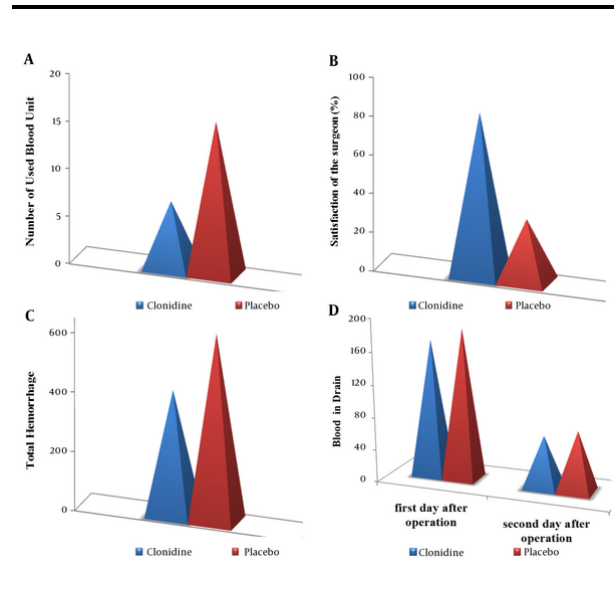 A
Number of Used Blood Unit
20
15
10
5
0
Clonidine
Placebo
B
Satisfaction of the surgeon (%)
100
80
60
40
20
0
Clonidine
Placebo
C
Total Hemorrhage
600
400
200
0
Clonidine
Placebo
D
Blood in Drain
200
160
120
80
40
0
first day after
operation
second day after
operation
Clonidine
Placebo